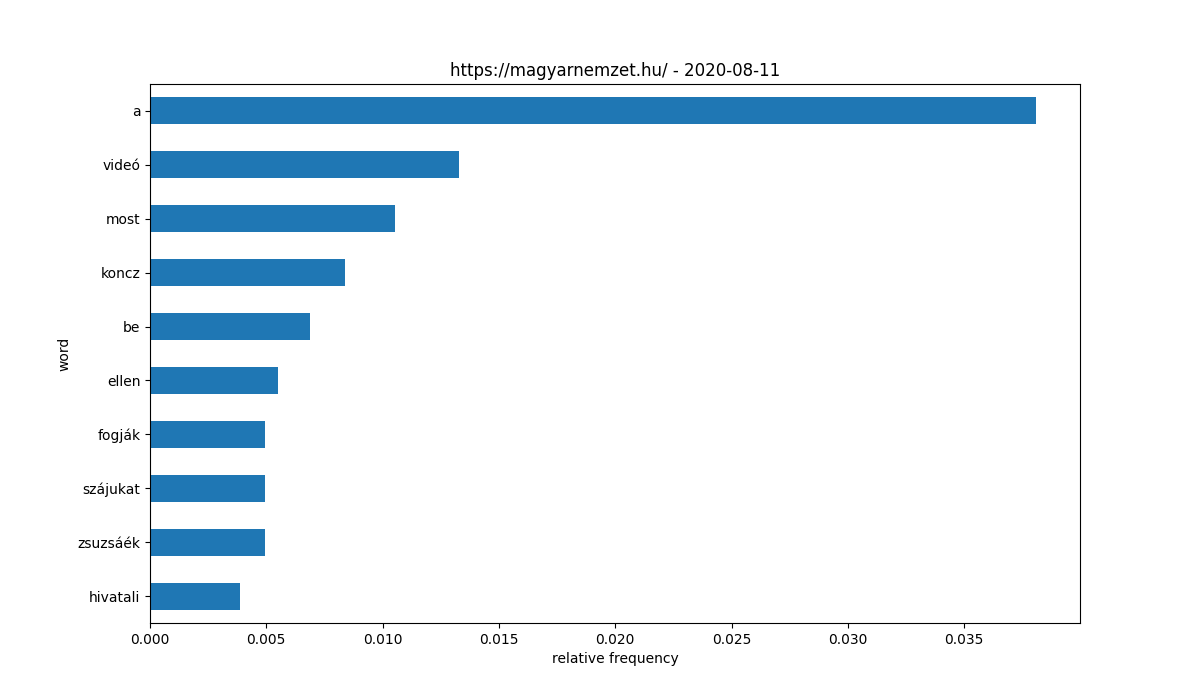 https://magyarnemzet.hu/ - 2020-08-11
a
videó
most
koncz
be
ellen
fogják
szájukat
zsuzsáék
hivatali
word
0.000 0.005 0.010 0.015 0.020 0.025 0.030 0.035
relative frequency